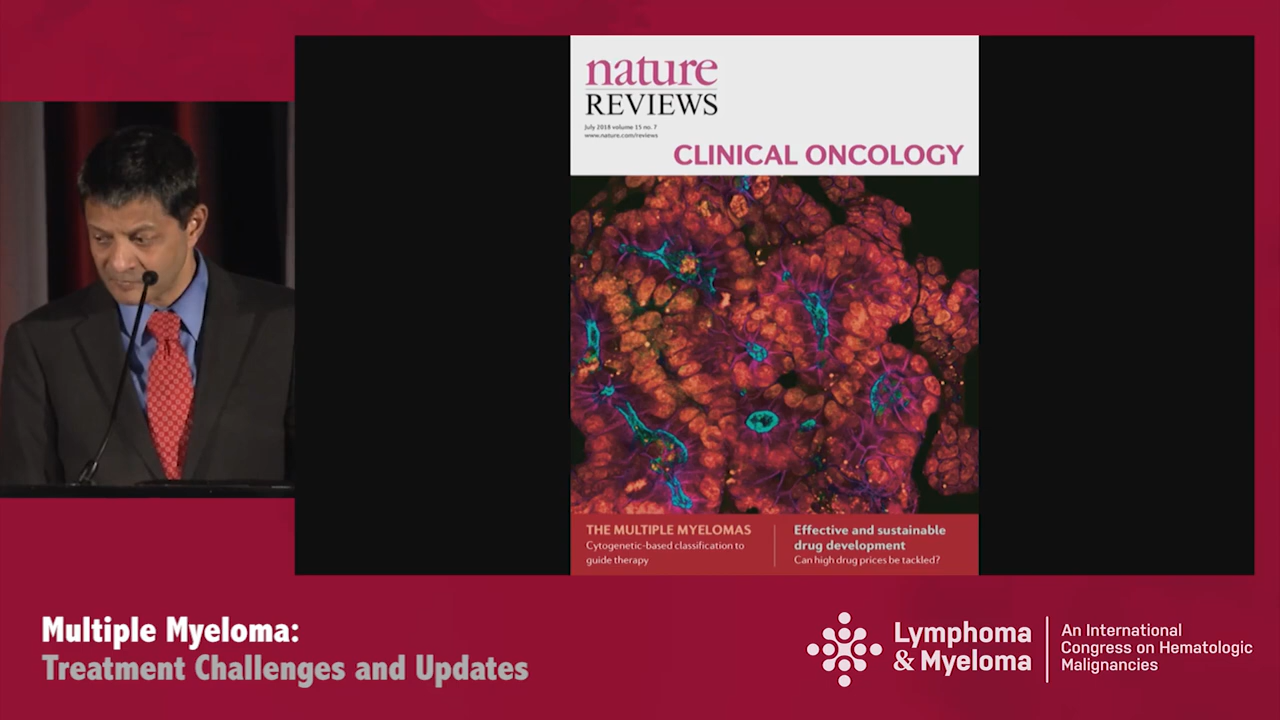 nature
REVIEWS
July 2018 volume 15 no. 7
www.nature.com/reviews
CLINICAL ONCOLOGY
THE MULTIPLE MYELOMAS
Cytogenetic-based classification to
guide therapy
Effective and sustainable
drug development
Can high drug prices be tackled?
Multiple Myeloma:
Treatment Challenges and Updates
Lymphoma
& Myeloma
An International
Congress on Hematologic
Malignancies